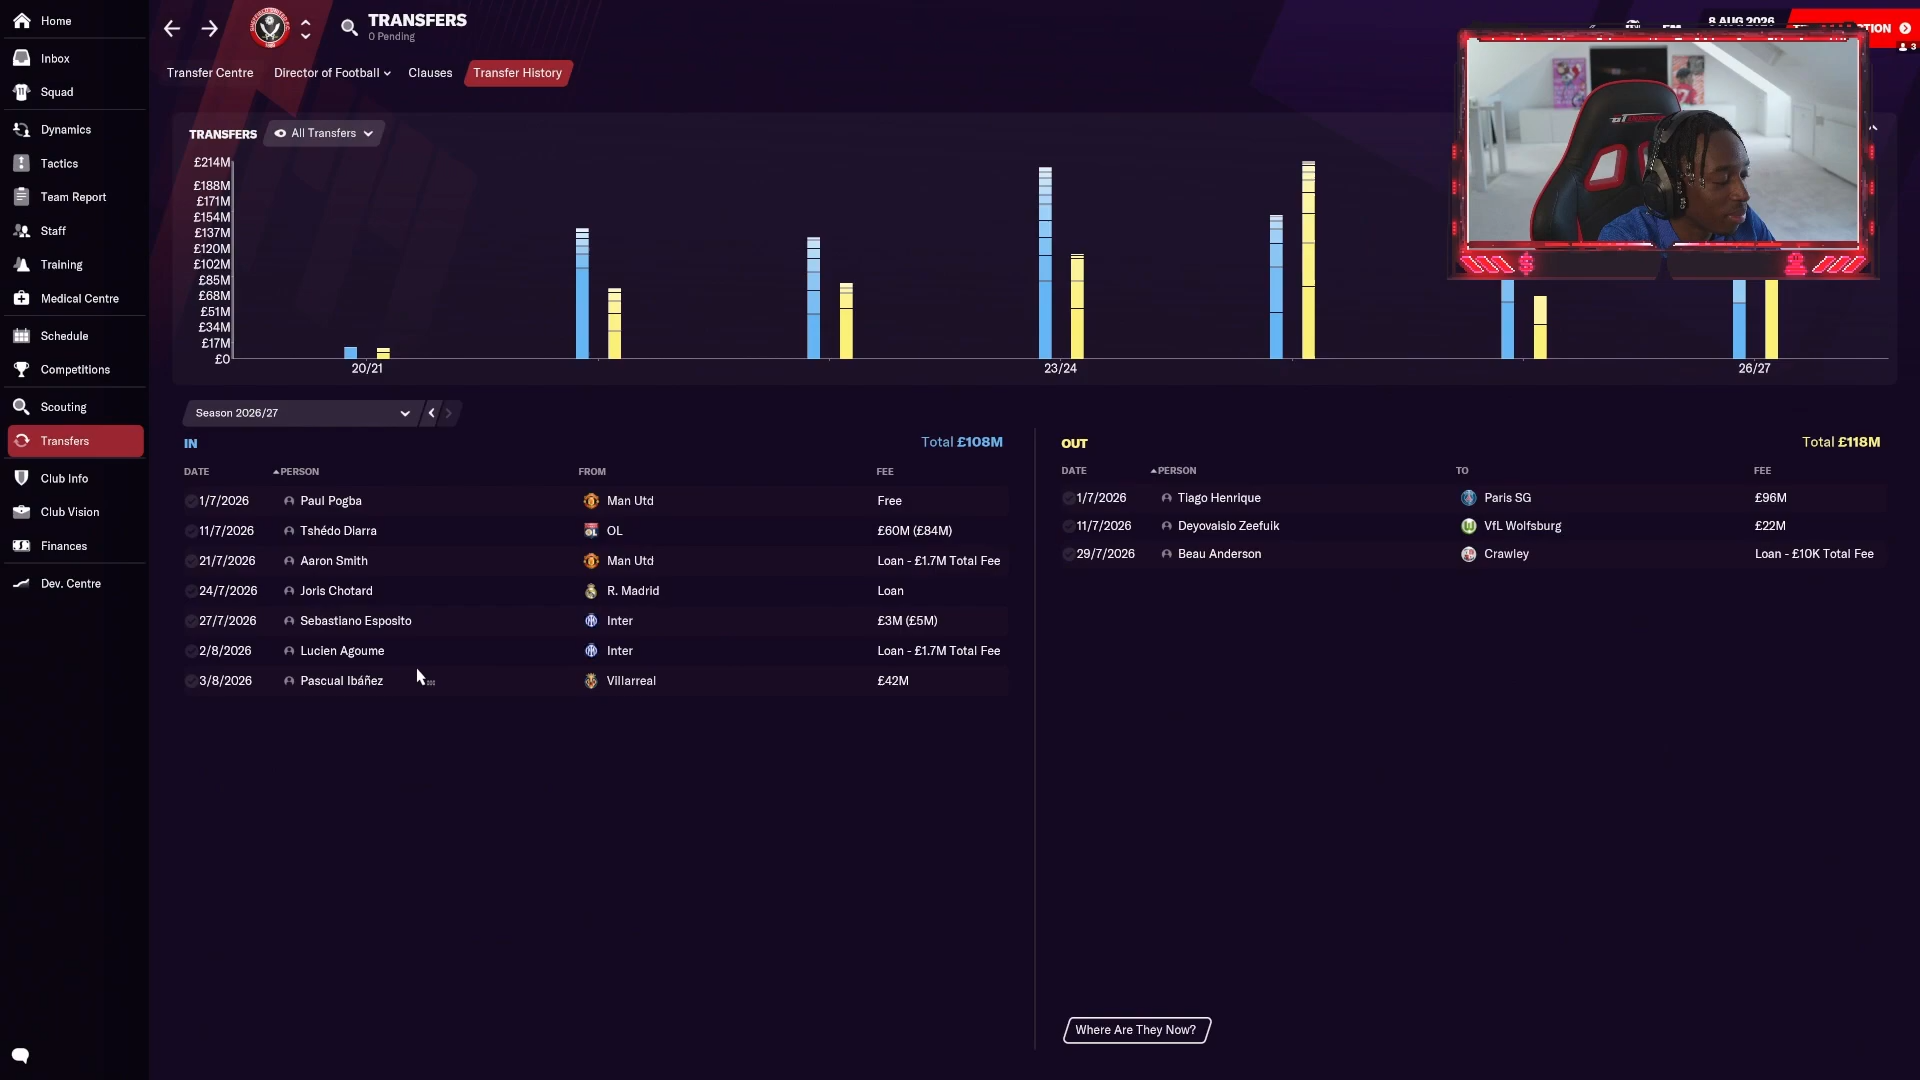 Home
Inbox
Squad
Dynamics
Tactics
Team Report
Staff
Training
Medical Centre
Schedule
Competitions
Scouting
Transfers
Club Info
Club Vision
Finances
Dev. Centre
TRANSFERS
0 Pending
8 AUG 2026
3
Transfer Centre
Director of Football
Clauses
Transfer History
TRANSFERS
All Transfers
£214M
£188M
£171M
£154M
£137M
£120M
£102M
£85M
£68M
£51M
£34M
£17M
£0
20/21
23/24
26/27
Season 2026/27
IN
Total £108M
DATE PERSON FROM FEE
1/7/2026 Paul Pogba Man Utd Free
11/7/2026 Tshédo Diarra OL £60M (£84M)
21/7/2026 Aaron Smith Man Utd Loan - £1.7M Total Fee
24/7/2026 Joris Chotard R. Madrid Loan
27/7/2026 Sebastiano Esposito Inter £3M (£5M)
2/8/2026 Lucien Agoume Inter Loan - £1.7M Total Fee
3/8/2026 Pascual Ibáñez Villarreal £42M
OUT
Total £118M
DATE PERSON TO FEE
1/7/2026 Tiago Henrique Paris SG £96M
11/7/2026 Deyovaisio Zeefuik VfL Wolfsburg £22M
29/7/2026 Beau Anderson Crawley Loan - £10K Total Fee
Where Are They Now?